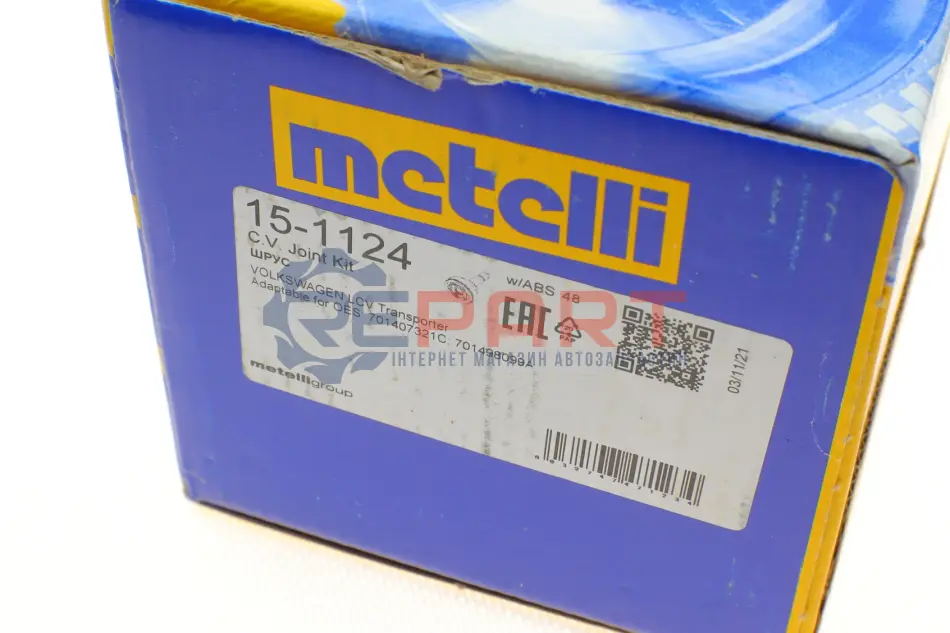 metelli
15-1124
C.V. Joint Kit
ШРУС
VOLKSWAGEN LCV Transporter
Adaptable for OES: 701407321C; 701498099A
w/ABS 48
EAC
03/11/21
metelligroup
REPART
ІНТЕРНЕТ МАГАЗИН АВТОЗА